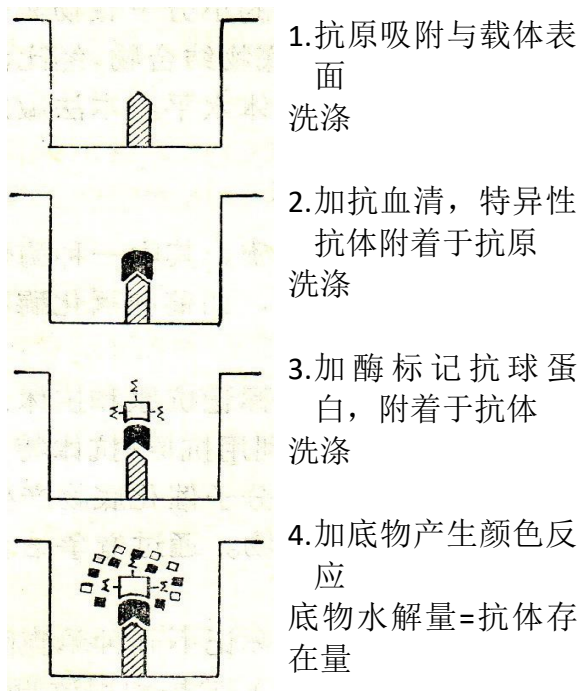 1.抗原吸附与载体表
面
洗涤
2.加抗血清，特异性
抗体附着于抗原
洗涤
3.加酶标记抗球蛋
白，附着于抗体
洗涤
4.加底物产生颜色反
应
底物水解量=抗体存
在量